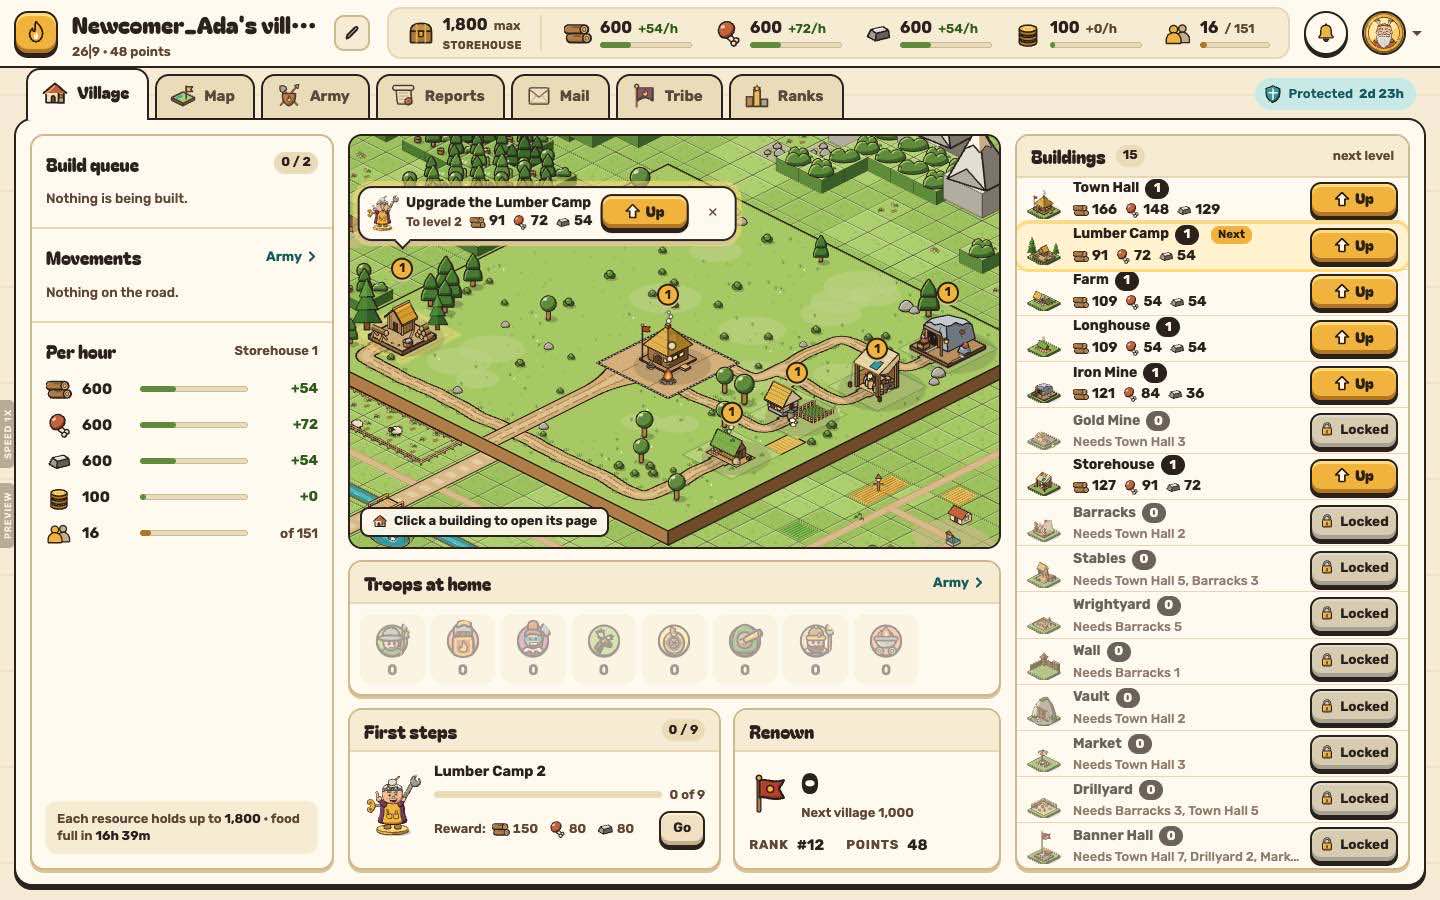 Newcomer_Ada's vill···
26|9 · 48 points
1,800 max
STOREHOUSE
600 +54/h
600 +72/h
600 +54/h
100 +0/h
16 / 151
Village
Map
Army
Reports
Mail
Tribe
Ranks
Protected 2d 23h
SPEED 1X
PREVIEW
Build queue 0 / 2
Nothing is being built.
Movements Army
Nothing on the road.
Per hour Storehouse 1
600 +54
600 +72
600 +54
100 +0
16 of 151
Each resource holds up to 1,800 · food
full in 16h 39m
Upgrade the Lumber Camp
To level 2 91 72 54
Up
×
1
1
1
1
1
1
Click a building to open its page
Troops at home Army
0 0 0 0 0 0 0 0
First steps 0 / 9
Lumber Camp 2
0 of 9
Reward: 150 80 80
Go
Renown
0
Next village 1,000
RANK #12 POINTS 48
Buildings 15 next level
Town Hall 1
166 148 129
Up
Lumber Camp 1 Next
91 72 54
Up
Farm 1
109 54 54
Up
Longhouse 1
109 54 54
Up
Iron Mine 1
121 84 36
Up
Gold Mine 0
Needs Town Hall 3
Locked
Storehouse 1
127 91 72
Up
Barracks 0
Needs Town Hall 2
Locked
Stables 0
Needs Town Hall 5, Barracks 3
Locked
Wrightyard 0
Needs Barracks 5
Locked
Wall 0
Needs Barracks 1
Locked
Vault 0
Needs Town Hall 2
Locked
Market 0
Needs Town Hall 3
Locked
Drillyard 0
Needs Barracks 3, Town Hall 5
Locked
Banner Hall 0
Needs Town Hall 7, Drillyard 2, Mark...
Locked